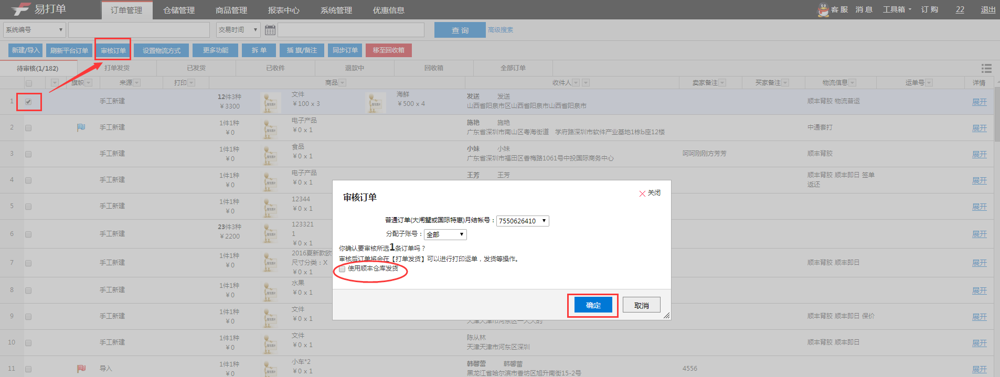 易打单
订单管理 仓储管理 商品管理 报表中心 系统管理 优惠信息
客服 消息 工具箱 订购 22 退出
系统编号 交易时间 查 询 高级搜索
新建/导入 刷新平台订单 审核订单 设置物流方式 更多功能 拆 单 插 旗/备注 同步订单 移至回收箱
待审核(1/182) 打单发货 已发货 已收件 退款中 回收箱 全部订单
旗帜 来源 打印 商品 收件人 卖家备注 买家备注 物流信息 运单号 详情
1 手工新建 12件3种 ￥3300 文件 ￥100 x 3 海鲜 ￥500 x 4 发送 发送 顺丰背胶 物流普运 展开
山西省阳泉市区山西省阳泉市山西省阳泉市
2 手工新建 1件1种 ￥0 电子产品 ￥0 x 1 施艳 施艳 中通套打 展开
广东省深圳市南山区粤海街道 学府路深圳市软件产业基地1栋b座12楼
3 手工新建 1件1种 ￥0 食品 ￥0 x 1 小妹 小妹 呵呵刚刚方芳芳 顺丰背胶 展开
广东省深圳市福田区香梅路1061号中投国际商务中心
4 手工新建 1件1种 ￥0 电子产品 ￥0 x 1 王芳 王芳 顺丰背胶 顺丰即日 签单
返还 展开
5 手工新建 1件1种 ￥0 12344 ￥0 x 1 展开
6 手工新建 23件3种 ￥2200 123321
1
￥0 x 1 展开
7 手工新建 1件1种 ￥0 2016夏新款欧
尺寸分类：X
￥0 x 1 展开
8 手工新建 1件1种 ￥0 水果 ￥0 x 1 展开
9 手工新建 1件1种 ￥0 文件 ￥0 x 1 顺丰背胶 顺丰即日 保价 展开
10 手工新建 1件1种 ￥0 文件 ￥0 x 1 陈从林 顺丰背胶 顺丰即日 展开
天津天津市河东区深圳
11 导入 1件1种 ￥0 小车*2 ￥0 x 1 韩馨蕾 韩馨蕾 4556 展开
黑龙江省哈尔滨市香坊区旭升南街15-2号
审核订单
关闭
普通订单(大闸蟹或国际特惠)月结帐号： 7550626410
分配子账号： 全部
你确认要审核所选1条订单吗？
审核后订单将会在【打单发货】可以进行打印运单，发货等操作。
使用顺丰仓库发货
确定 取消